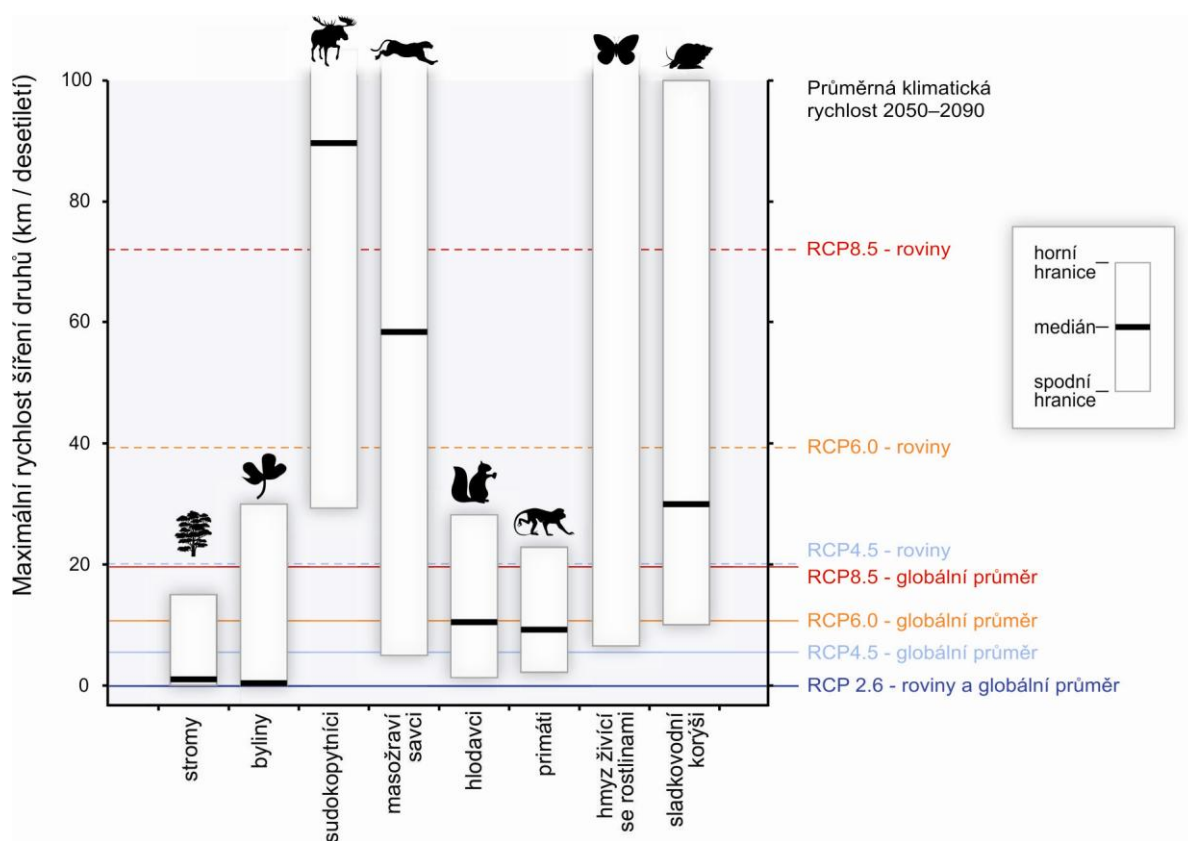 Maximální rychlost šíření druhů (km / desetiletí)
100
80
60
40
20
0
stromy
byliny
sudokopytníci
masožraví
savci
hlodavci
primáti
hmyz živící
se rostlinami
sladkovodní
korýši
Průměrná klimatická
rychlost 2050–2090
RCP8.5 - roviny
RCP6.0 - roviny
RCP4.5 - roviny
RCP8.5 - globální průměr
RCP6.0 - globální průměr
RCP4.5 - globální průměr
RCP 2.6 - roviny a globální průměr
horní
hranice
medián
spodní
hranice